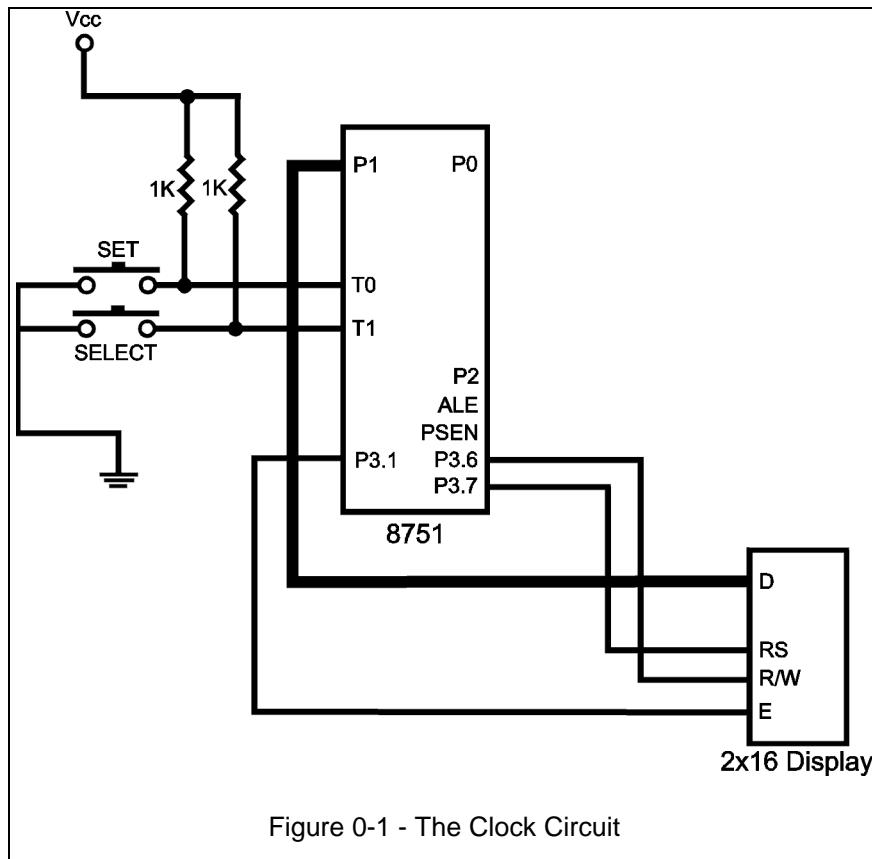 Vcc
1K 1K
P1 P0
SET
T0
T1
SELECT
P2
ALE
PSEN
P3.1 P3.6
P3.7
8751
D
RS
R/W
E
2x16 Display
Figure 0-1 - The Clock Circuit